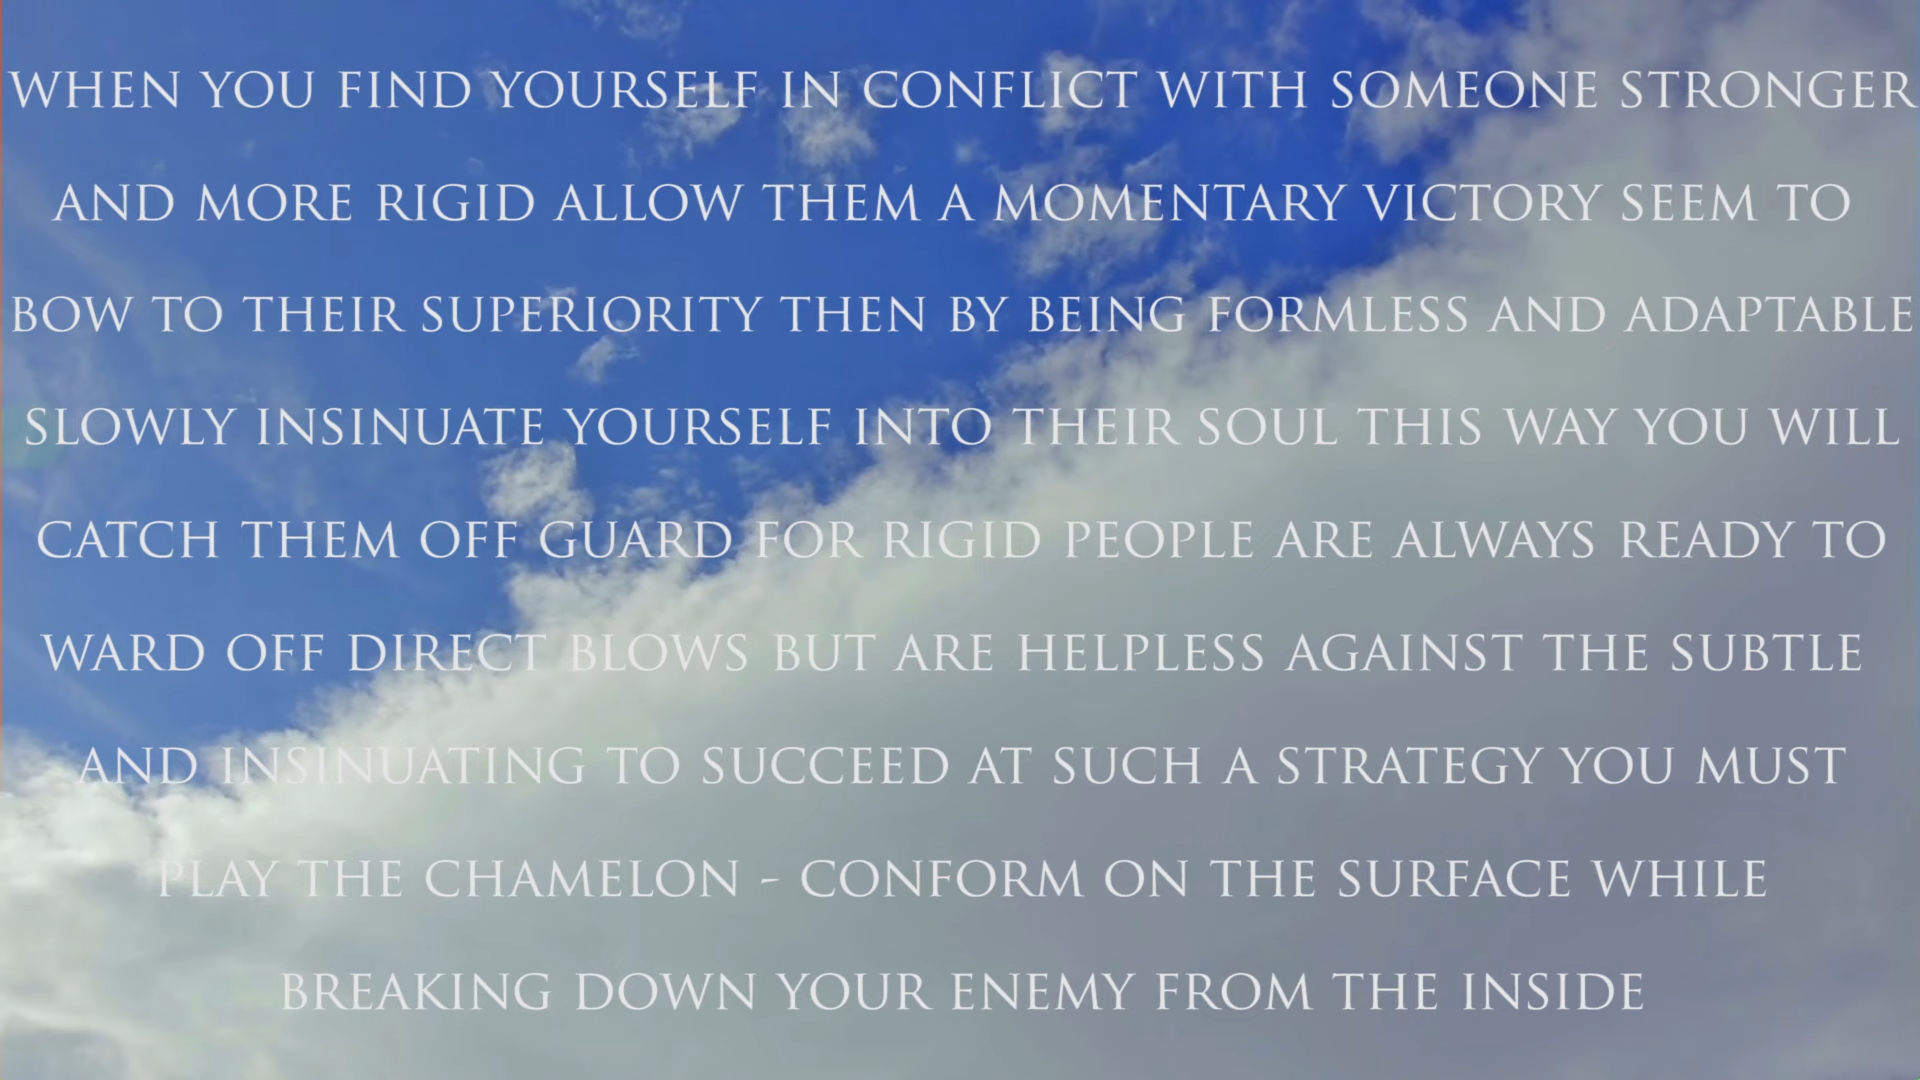 WHEN YOU FIND YOURSELF IN CONFLICT WITH SOMEONE STRONGER
AND MORE RIGID ALLOW THEM A MOMENTARY VICTORY SEEM TO
BOW TO THEIR SUPERIORITY THEN BY BEING FORMLESS AND ADAPTABLE
SLOWLY INSINUATE YOURSELF INTO THEIR SOUL THIS WAY YOU WILL
CATCH THEM OFF GUARD FOR RIGID PEOPLE ARE ALWAYS READY TO
WARD OFF DIRECT BLOWS BUT ARE HELPLESS AGAINST THE SUBTLE
AND INSINUATING TO SUCCEED AT SUCH A STRATEGY YOU MUST
PLAY THE CHAMELON - CONFORM ON THE SURFACE WHILE
BREAKING DOWN YOUR ENEMY FROM THE INSIDE